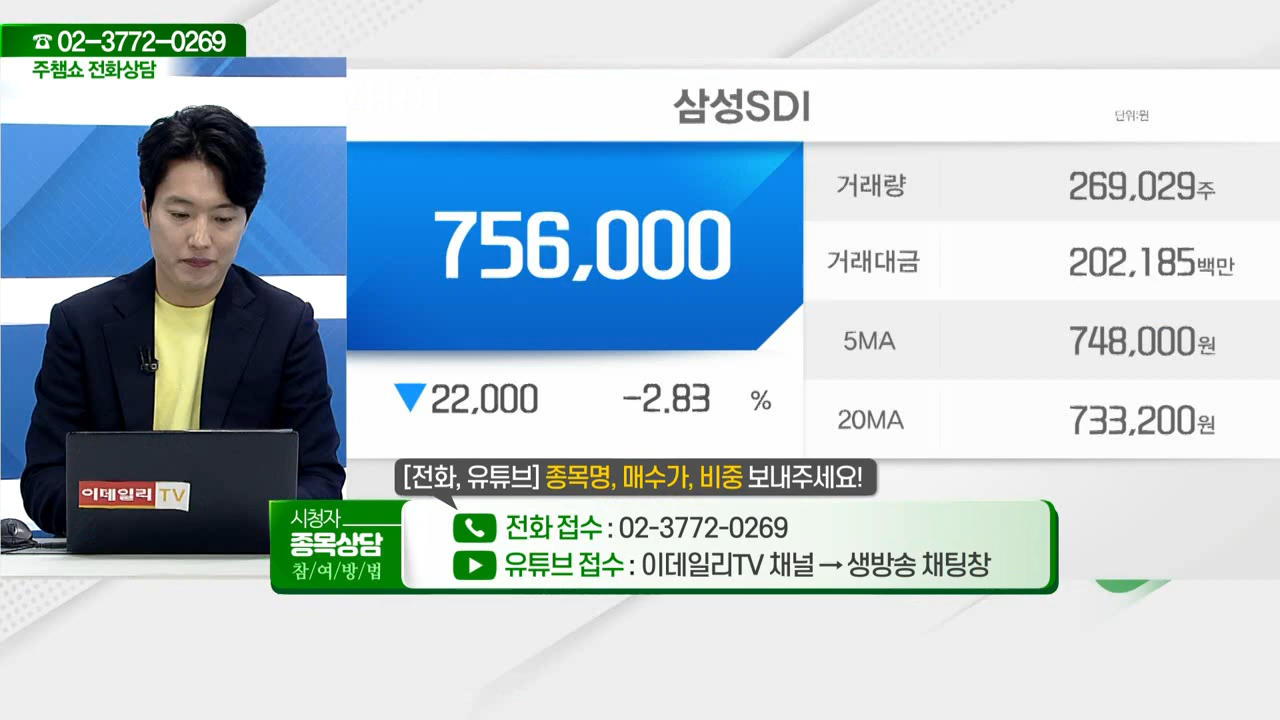 ☎ 02-3772-0269
주챔쇼 전화상담
삼성SDI
단위:원
756,000
▼22,000 -2.83 %
거래량 269,029주
거래대금 202,185백만
5MA 748,000원
20MA 733,200원
[전화, 유튜브] 종목명, 매수가, 비중 보내주세요!
시청자
종목상담
참/여/방/법
전화 접수 : 02-3772-0269
유튜브 접수 : 이데일리TV 채널 → 생방송 채팅창
이데일리 TV